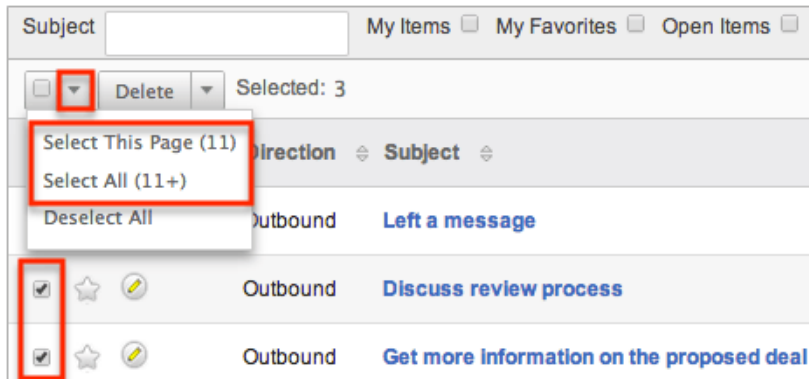 Subject My Items My Favorites Open Items
Delete Selected: 3
Select This Page (11)
Direction Subject
Select All (11+)
Deselect All
Outbound Left a message
Outbound Discuss review process
Outbound Get more information on the proposed deal